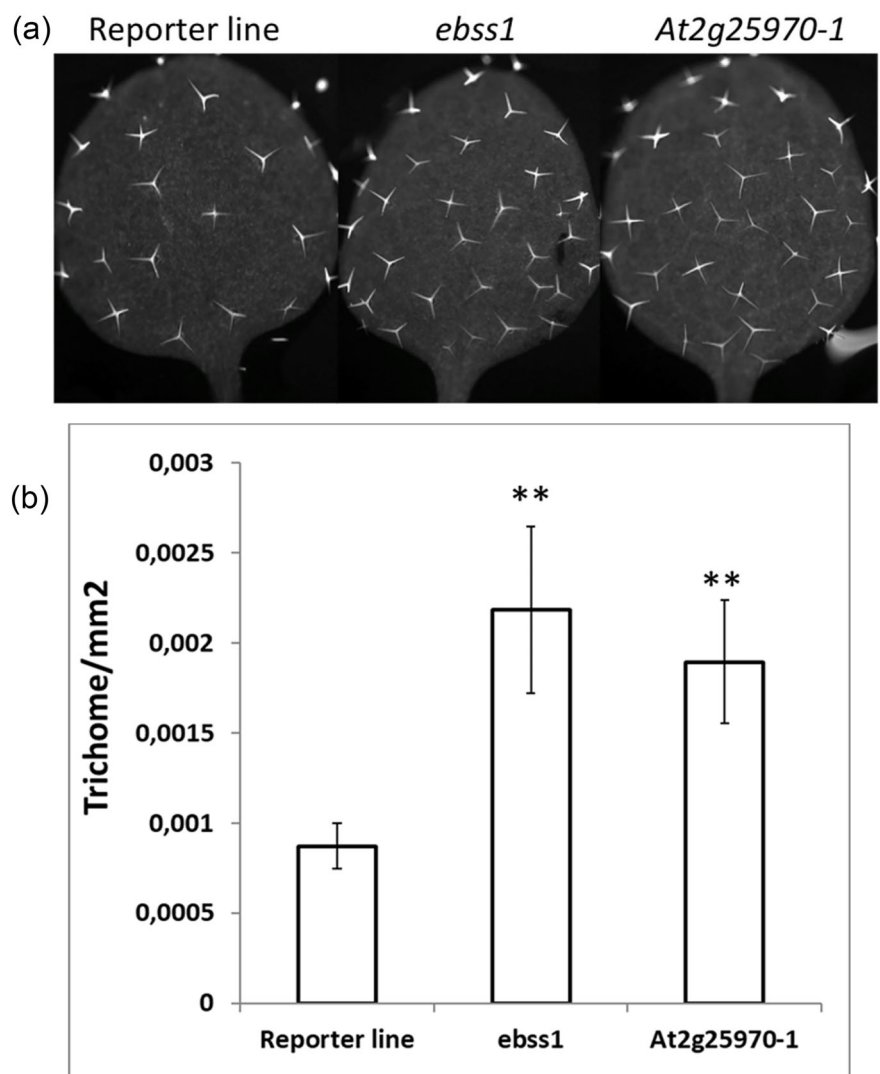 (a) Reporter line ebss1 At2g25970-1
(b)
Trichome/mm2
0,003
0,0025
0,002
0,0015
0,001
0,0005
0
**
**
Reporter line ebss1 At2g25970-1